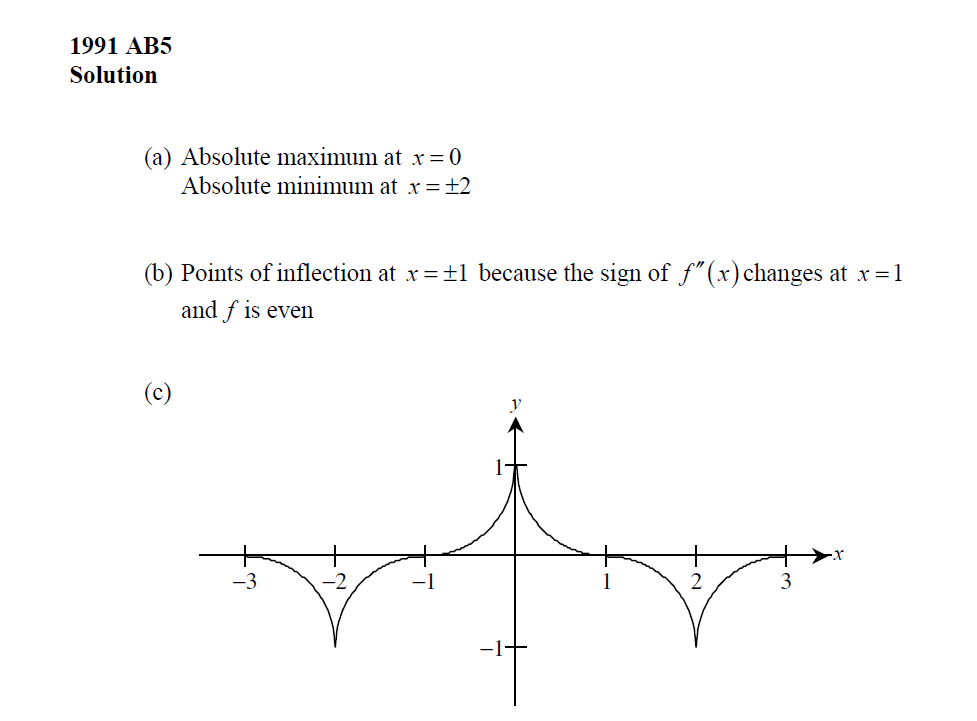 1991 AB5
Solution
(a) Absolute maximum at x = 0
Absolute minimum at x = ±2
(b) Points of inflection at x = ±1 because the sign of f″(x) changes at x = 1
and f is even
(c)
y
1
x
−3 −2 −1 1 2 3
−1